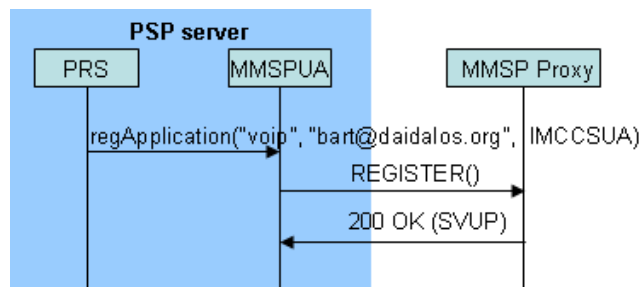 PSP server
PRS MMSPUA MMSP Proxy
regApplication("voip", "bart@daidalos.org", IMCCSUA)
REGISTER()
200 OK (SVUP)